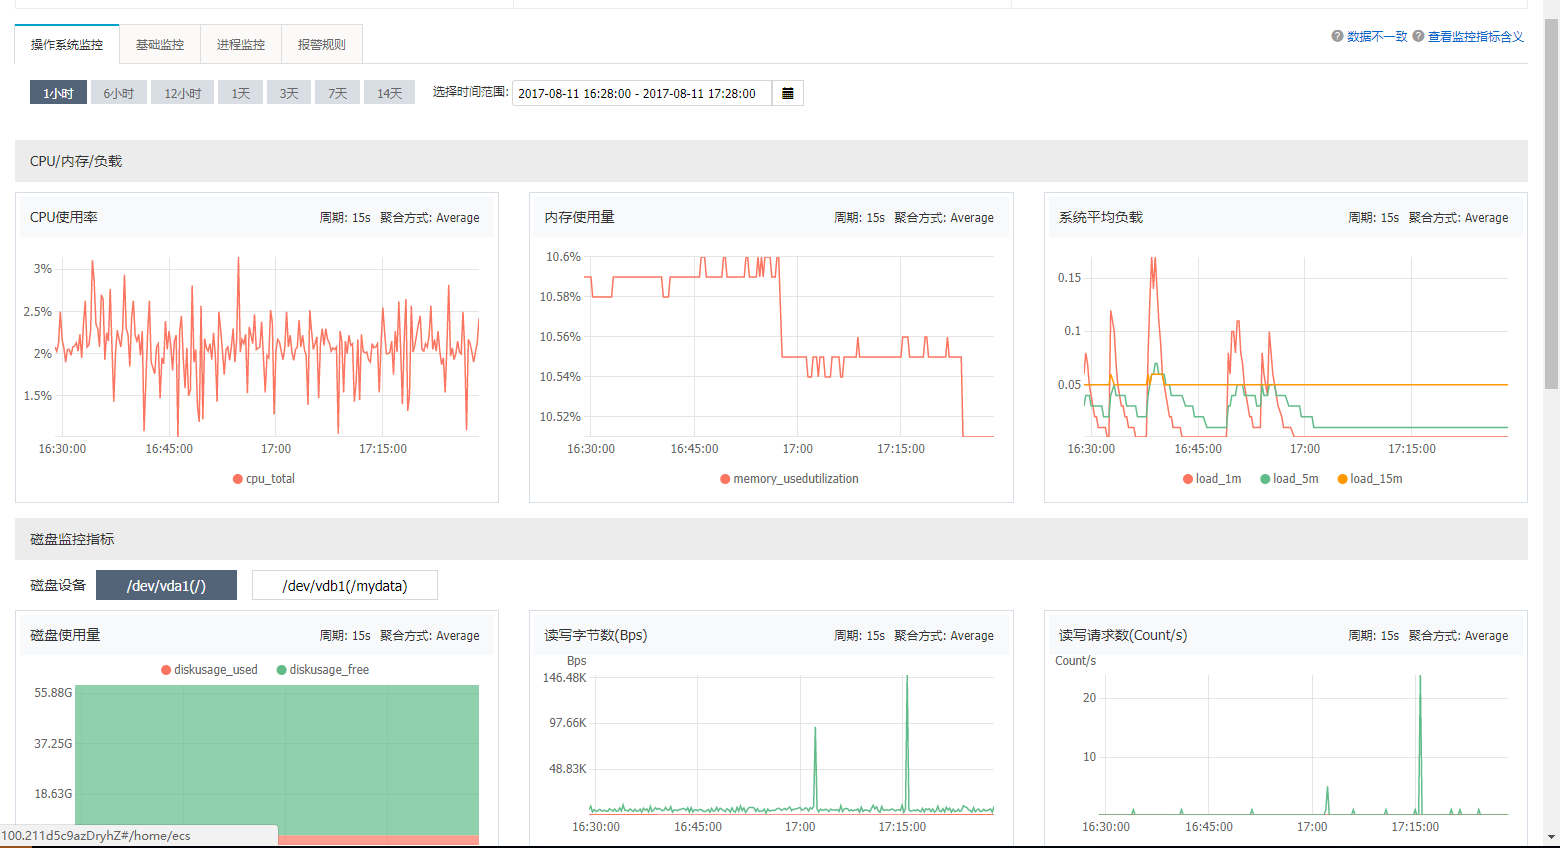 操作系统监控 基础监控 进程监控 报警规则 数据不一致 查看监控指标含义
1小时 6小时 12小时 1天 3天 7天 14天 选择时间范围: 2017-08-11 16:28:00 - 2017-08-11 17:28:00
CPU/内存/负载
CPU使用率 周期: 15s 聚合方式: Average
3%
2.5%
2%
1.5%
16:30:00 16:45:00 17:00 17:15:00
cpu_total
内存使用量 周期: 15s 聚合方式: Average
10.6%
10.58%
10.56%
10.54%
10.52%
16:30:00 16:45:00 17:00 17:15:00
memory_usedutilization
系统平均负载 周期: 15s 聚合方式: Average
0.15
0.1
0.05
16:30:00 16:45:00 17:00 17:15:00
load_1m load_5m load_15m
磁盘监控指标
磁盘设备 /dev/vda1(/) /dev/vdb1(/mydata)
磁盘使用量 周期: 15s 聚合方式: Average
diskusage_used diskusage_free
55.88G
37.25G
18.63G
读写字节数(Bps) 周期: 15s 聚合方式: Average
Bps
146.48K
97.66K
48.83K
16:30:00 16:45:00 17:00 17:15:00
读写请求数(Count/s) 周期: 15s 聚合方式: Average
Count/s
20
10
16:30:00 16:45:00 17:00 17:15:00
100.211d5c9azDryhZ#/home/ecs